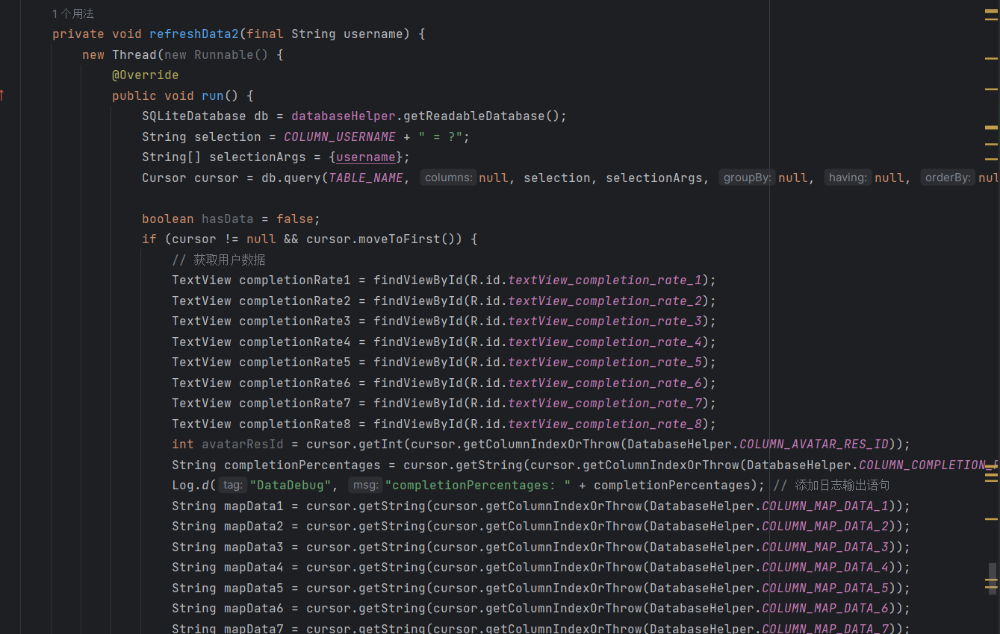 1个用法
private void refreshData2(final String username) {
new Thread(new Runnable() {
@Override
public void run() {
SQLiteDatabase db = databaseHelper.getReadableDatabase();
String selection = COLUMN_USERNAME + " = ?";
String[] selectionArgs = {username};
Cursor cursor = db.query(TABLE_NAME, columns: null, selection, selectionArgs, groupBy: null, having: null, orderBy:
boolean hasData = false;
if (cursor != null && cursor.moveToFirst()) {
// 获取用户数据
TextView completionRate1 = findViewById(R.id.textView_completion_rate_1);
TextView completionRate2 = findViewById(R.id.textView_completion_rate_2);
TextView completionRate3 = findViewById(R.id.textView_completion_rate_3);
TextView completionRate4 = findViewById(R.id.textView_completion_rate_4);
TextView completionRate5 = findViewById(R.id.textView_completion_rate_5);
TextView completionRate6 = findViewById(R.id.textView_completion_rate_6);
TextView completionRate7 = findViewById(R.id.textView_completion_rate_7);
TextView completionRate8 = findViewById(R.id.textView_completion_rate_8);
int avatarResId = cursor.getInt(cursor.getColumnIndexOrThrow(DatabaseHelper.COLUMN_AVATAR_RES_ID));
String completionPercentages = cursor.getString(cursor.getColumnIndexOrThrow(DatabaseHelper.COLUMN_COMPLETION_
Log.d( tag: "DataDebug", msg: "completionPercentages: " + completionPercentages); // 添加日志输出语句
String mapData1 = cursor.getString(cursor.getColumnIndexOrThrow(DatabaseHelper.COLUMN_MAP_DATA_1));
String mapData2 = cursor.getString(cursor.getColumnIndexOrThrow(DatabaseHelper.COLUMN_MAP_DATA_2));
String mapData3 = cursor.getString(cursor.getColumnIndexOrThrow(DatabaseHelper.COLUMN_MAP_DATA_3));
String mapData4 = cursor.getString(cursor.getColumnIndexOrThrow(DatabaseHelper.COLUMN_MAP_DATA_4));
String mapData5 = cursor.getString(cursor.getColumnIndexOrThrow(DatabaseHelper.COLUMN_MAP_DATA_5));
String mapData6 = cursor.getString(cursor.getColumnIndexOrThrow(DatabaseHelper.COLUMN_MAP_DATA_6));
String mapData7 = cursor.getString(cursor.getColumnIndexOrThrow(DatabaseHelper.COLUMN_MAP_DATA_7));